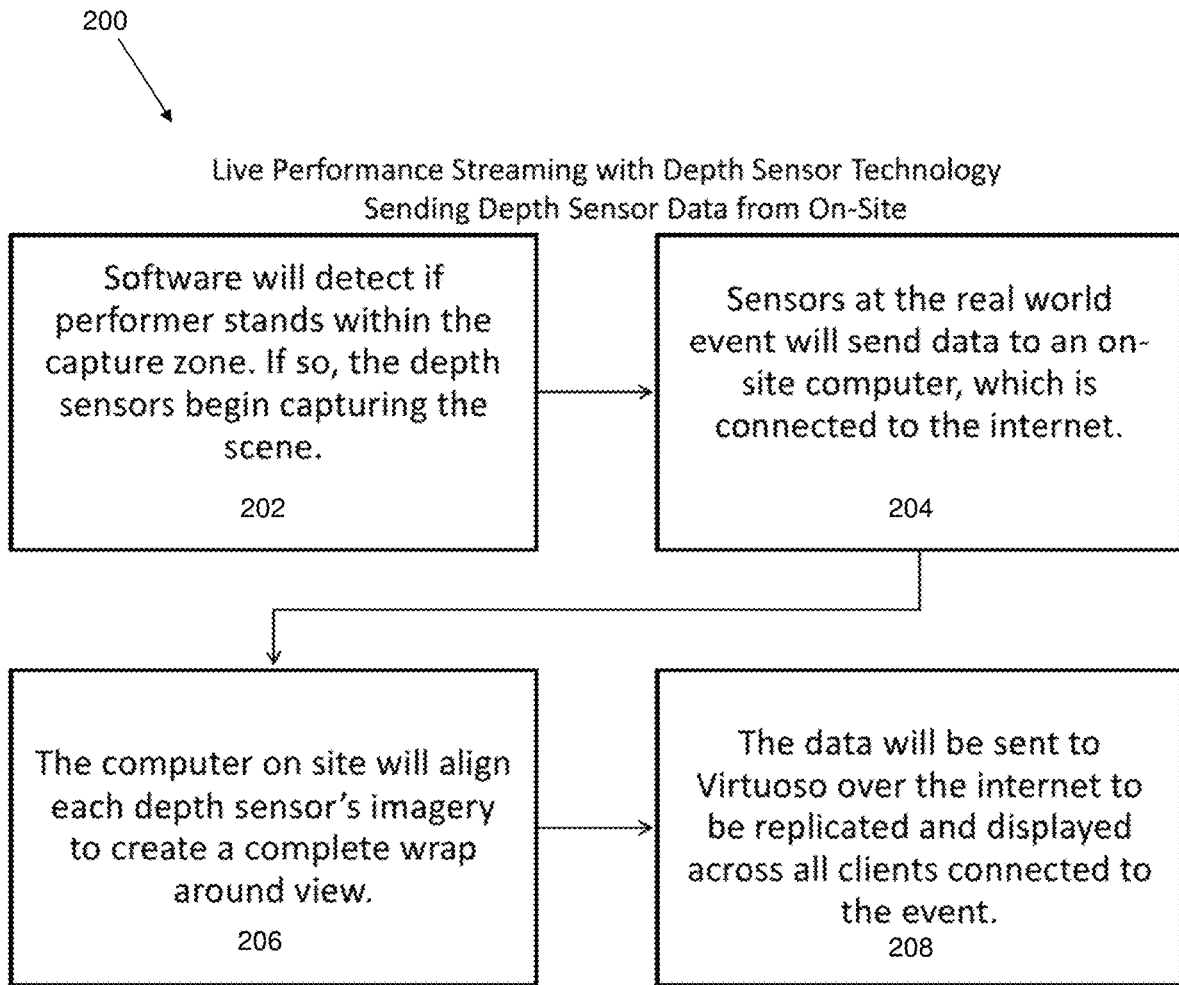 200
Live Performance Streaming with Depth Sensor Technology
Sending Depth Sensor Data from On-Site
Software will detect if
performer stands within the
capture zone. If so, the depth
sensors begin capturing the
scene.
202
Sensors at the real world
event will send data to an on-
site computer, which is
connected to the internet.
204
The computer on site will align
each depth sensor's imagery
to create a complete wrap
around view.
206
The data will be sent to
Virtuoso over the internet to
be replicated and displayed
across all clients connected to
the event.
208